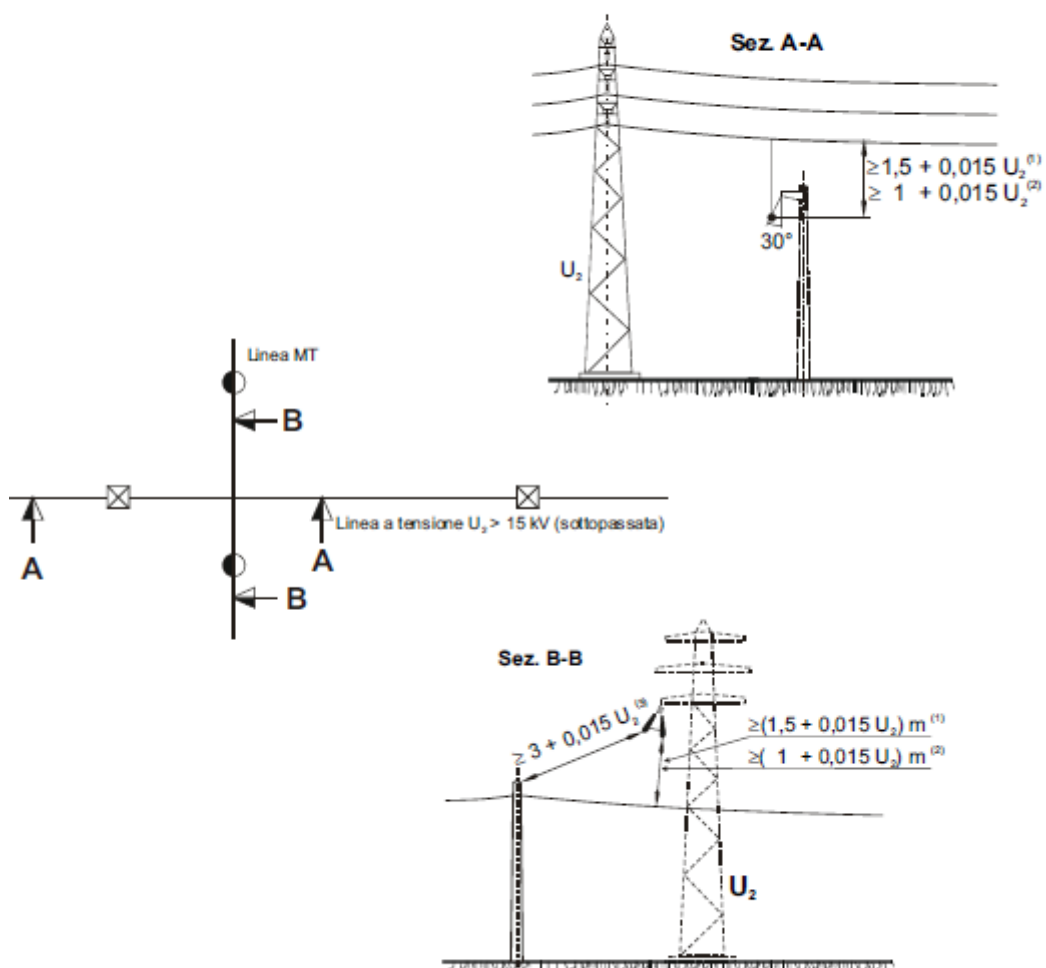 Sez. A-A
≥1,5 + 0,015 U₂⁽¹⁾
≥ 1 + 0,015 U₂⁽²⁾
30°
U₂
Linea MT
B
Linea a tensione U₂ > 15 kV (sottopassata)
A
A
B
Sez. B-B
≥ 3 + 0,015 U₂⁽³⁾
≥(1,5 + 0,015 U₂) m ⁽¹⁾
≥( 1 + 0,015 U₂) m ⁽²⁾
U₂